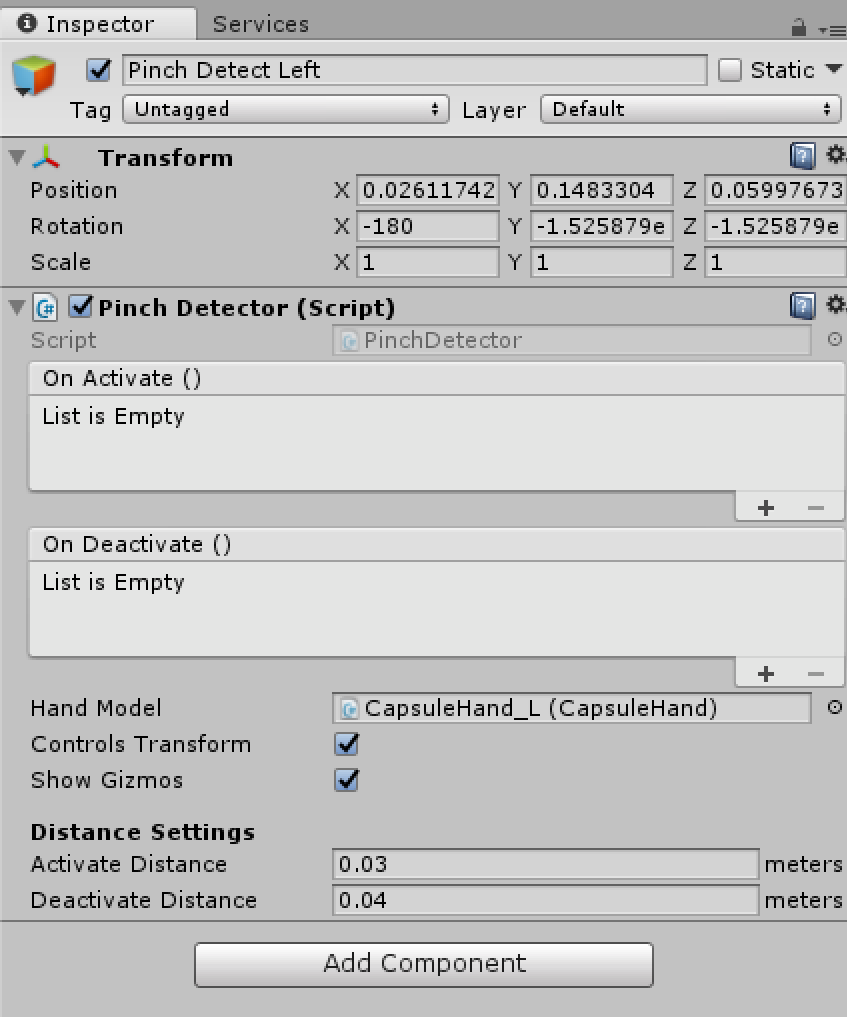 Inspector Services
Pinch Detect Left Static
Tag Untagged Layer Default
Transform
Position X 0.02611742 Y 0.1483304 Z 0.05997673
Rotation X -180 Y -1.525879e Z -1.525879e
Scale X 1 Y 1 Z 1
Pinch Detector (Script)
Script PinchDetector
On Activate ()
List is Empty
+ −
On Deactivate ()
List is Empty
+ −
Hand Model CapsuleHand_L (CapsuleHand)
Controls Transform
Show Gizmos
Distance Settings
Activate Distance 0.03 meters
Deactivate Distance 0.04 meters
Add Component